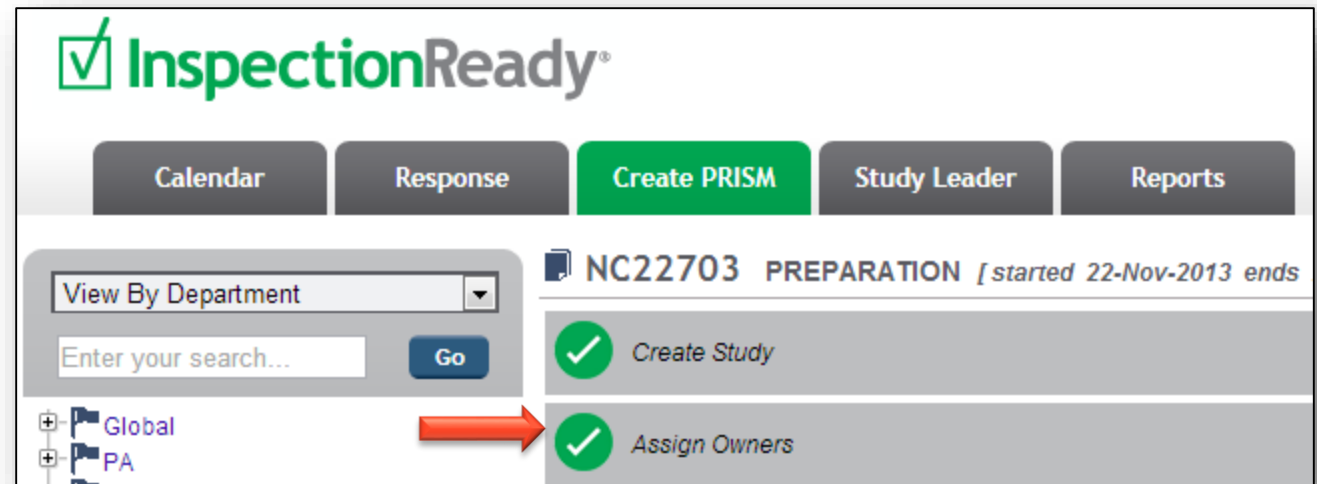 InspectionReady®
Calendar Response Create PRISM Study Leader Reports
NC22703 PREPARATION [ started 22-Nov-2013 ends
View By Department
Enter your search... Go
Create Study
Global
PA
Assign Owners